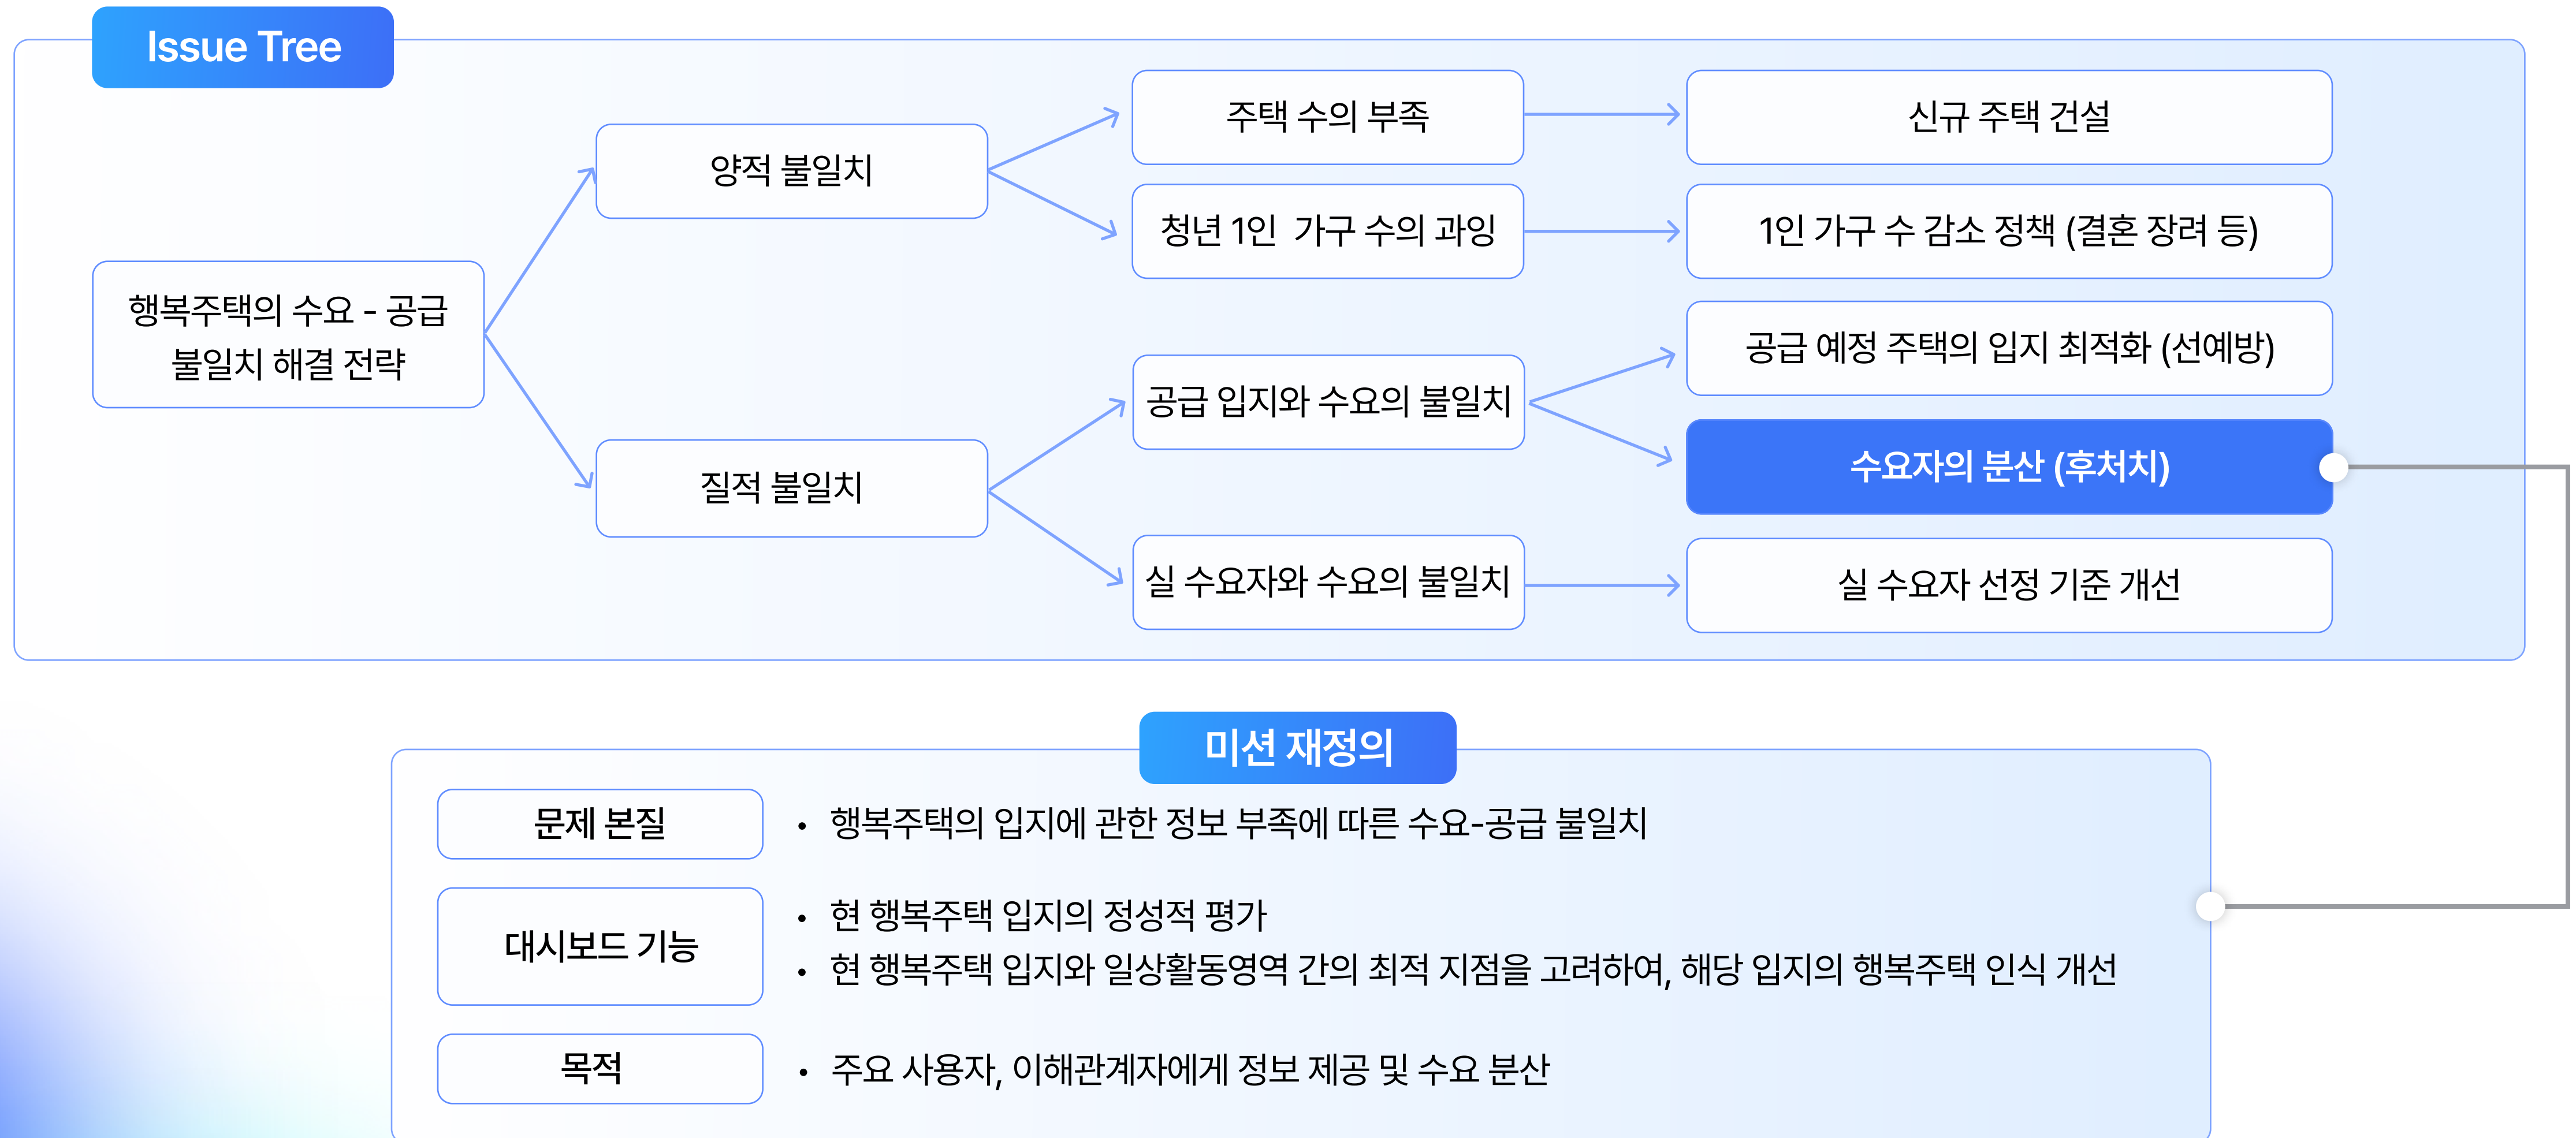 Issue Tree
행복주택의 수요 - 공급
불일치 해결 전략
양적 불일치
질적 불일치
주택 수의 부족
청년 1인 가구 수의 과잉
공급 입지와 수요의 불일치
실 수요자와 수요의 불일치
신규 주택 건설
1인 가구 수 감소 정책 (결혼 장려 등)
공급 예정 주택의 입지 최적화 (선예방)
수요자의 분산 (후처치)
실 수요자 선정 기준 개선
미션 재정의
문제 본질
• 행복주택의 입지에 관한 정보 부족에 따른 수요-공급 불일치
대시보드 기능
• 현 행복주택 입지의 정성적 평가
• 현 행복주택 입지와 일상활동영역 간의 최적 지점을 고려하여, 해당 입지의 행복주택 인식 개선
목적
• 주요 사용자, 이해관계자에게 정보 제공 및 수요 분산